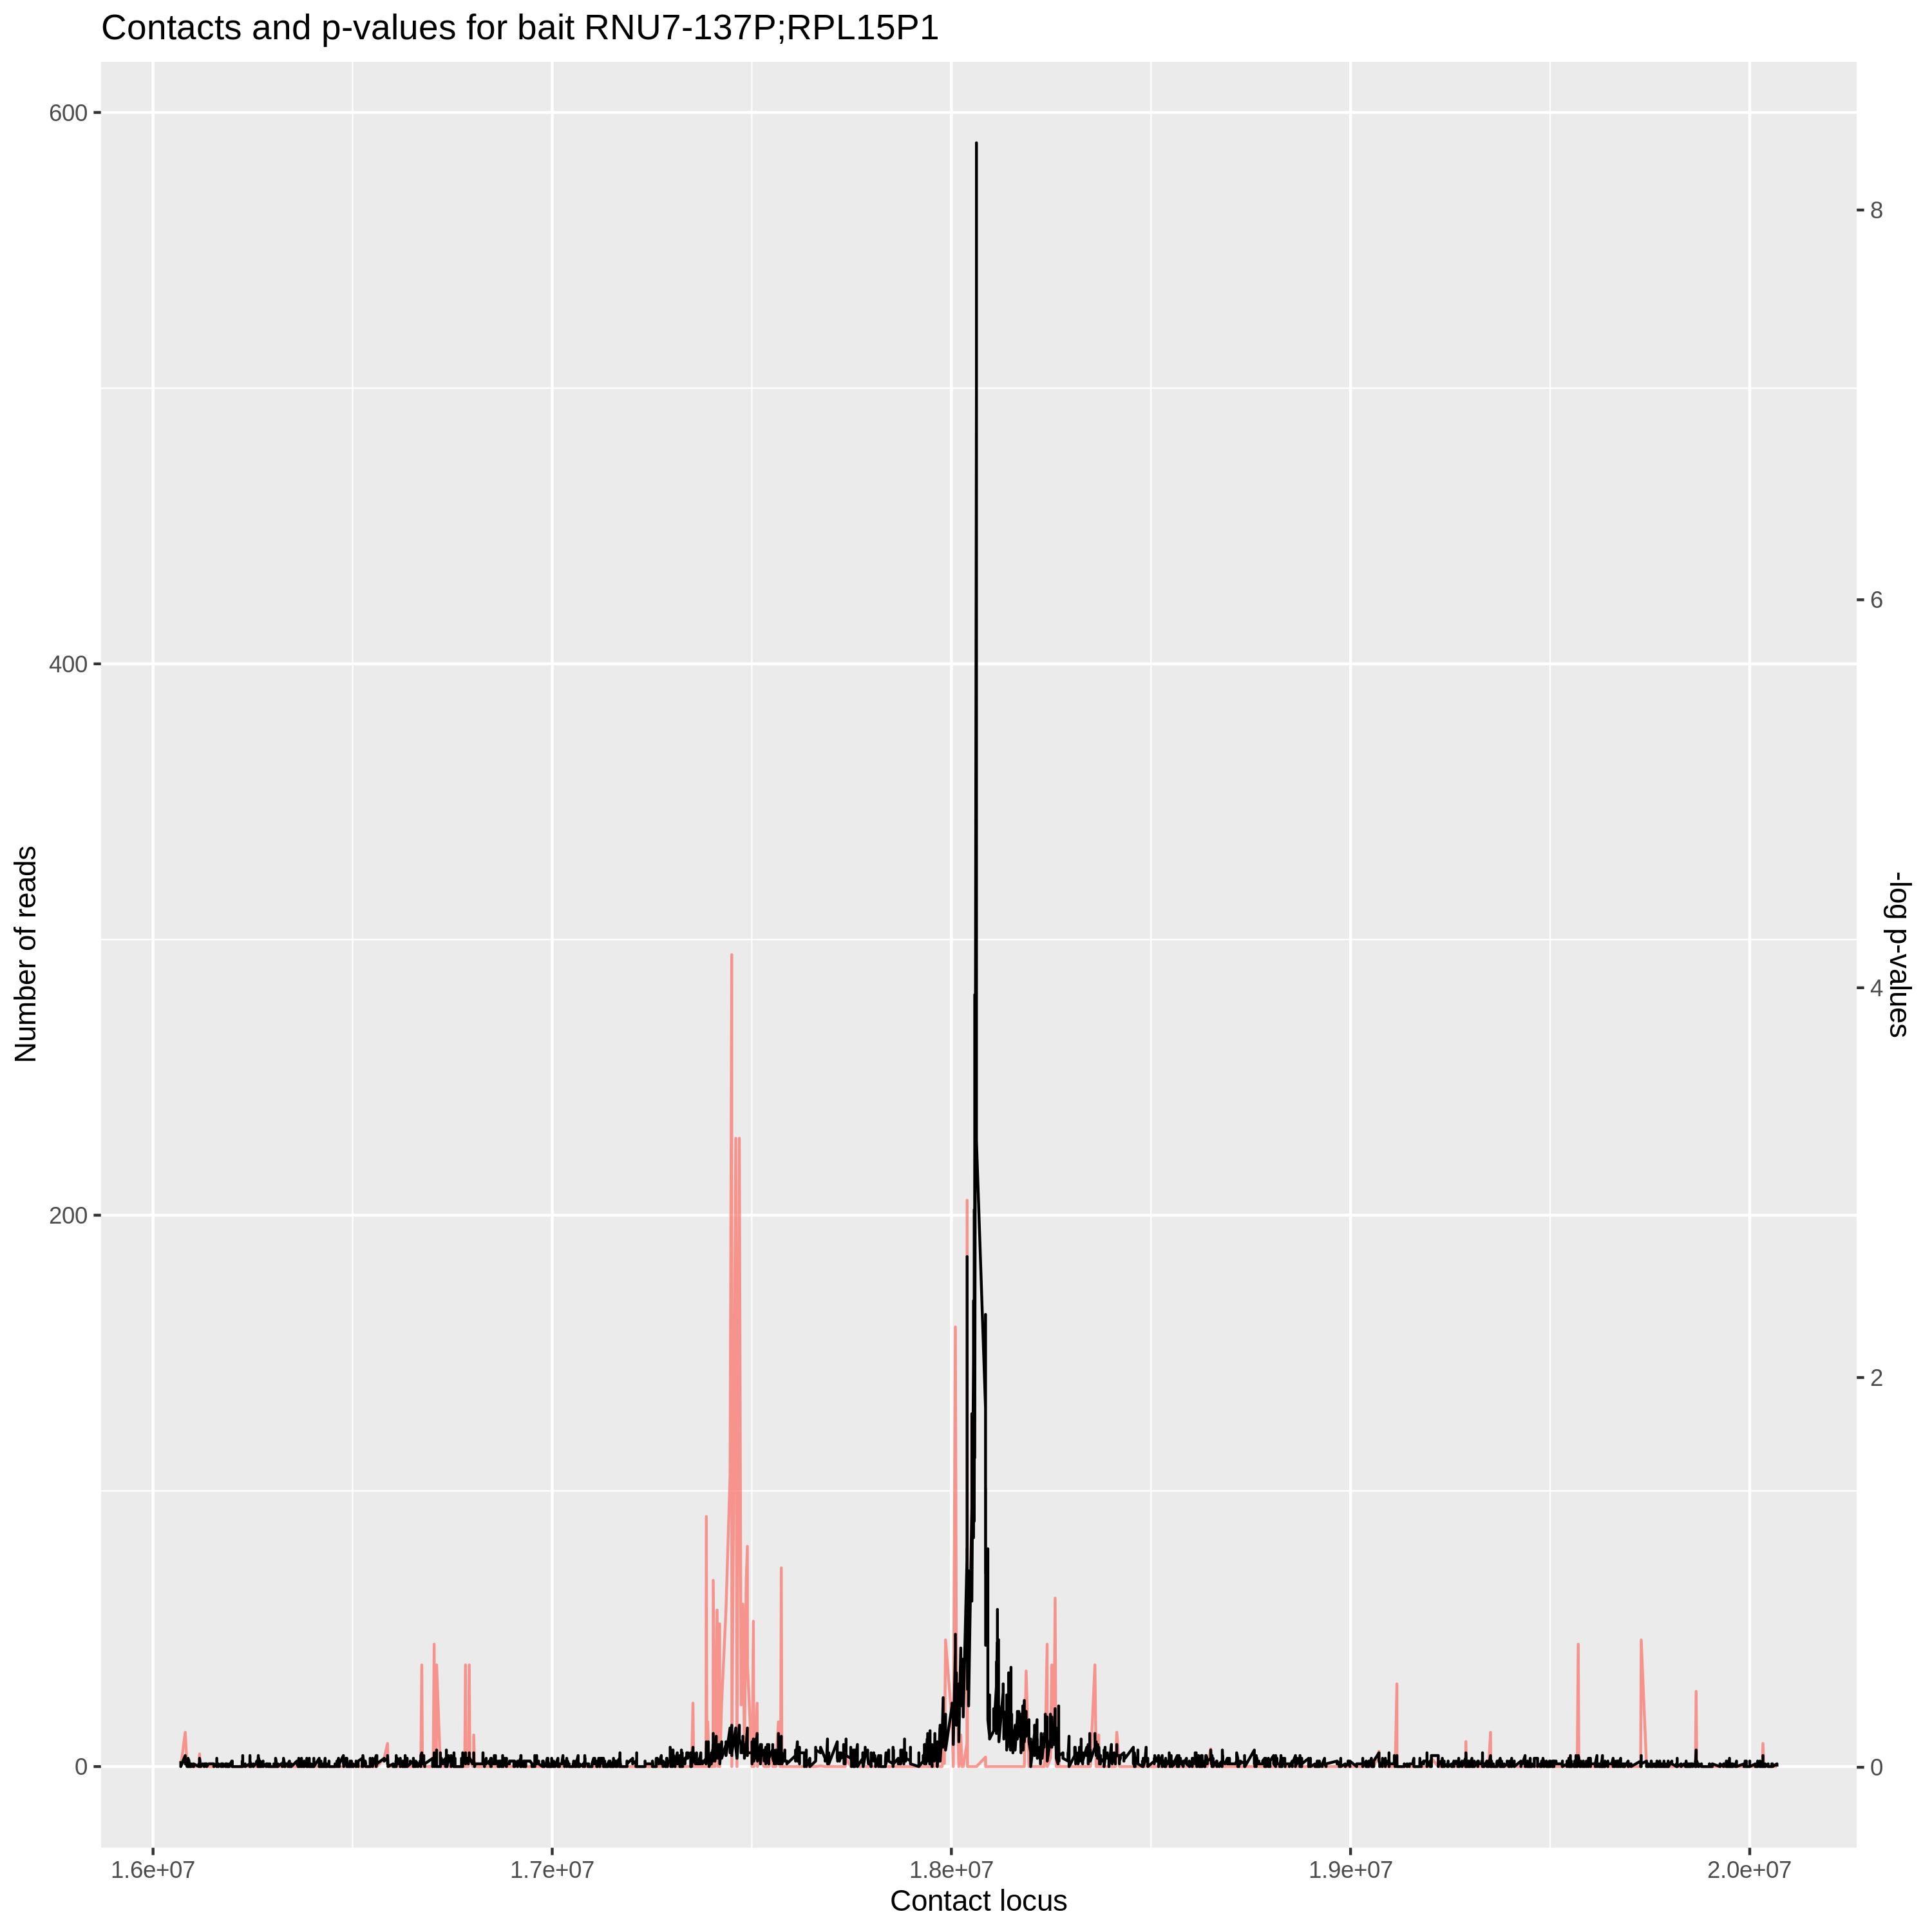 Contacts and p-values for bait RNU7-137P;RPL15P1
600
400
200
0
Number of reads
8
6
4
2
0
-log p-values
1.6e+07 1.7e+07 1.8e+07 1.9e+07 2.0e+07
Contact locus